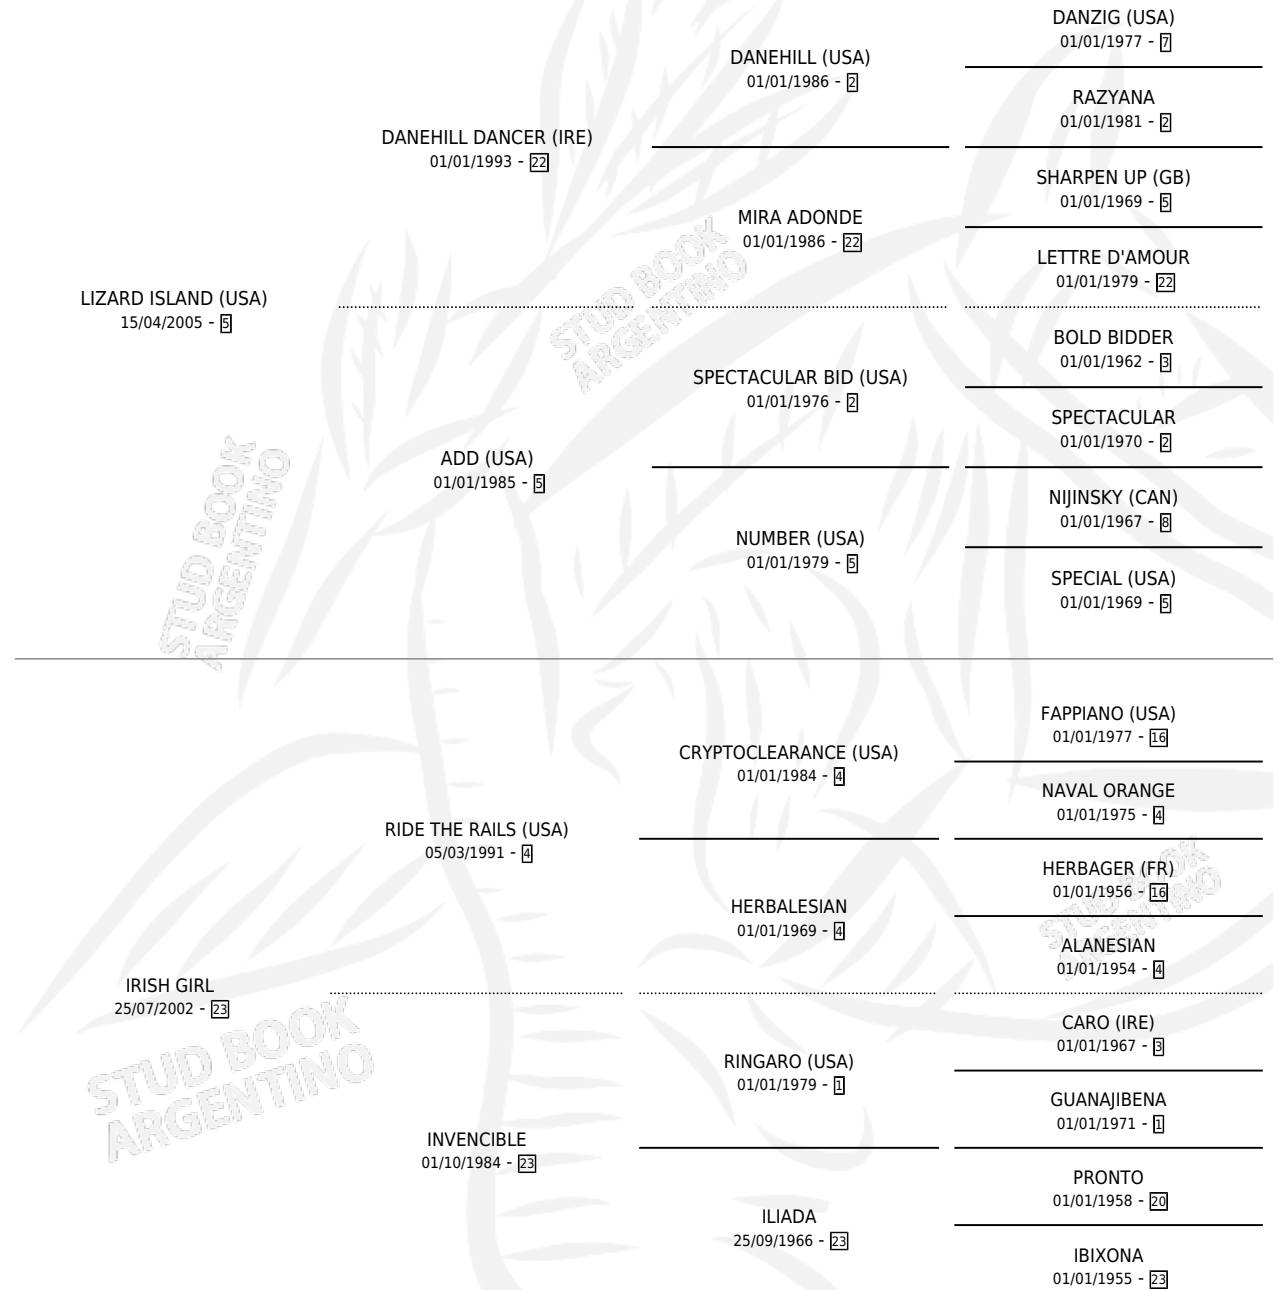 DANZIG (USA)
01/01/1977 - 7
DANEHILL (USA)
01/01/1986 - 2
RAZYANA
01/01/1981 - 2
DANEHILL DANCER (IRE)
01/01/1993 - 22
SHARPEN UP (GB)
01/01/1969 - 5
MIRA ADONDE
01/01/1986 - 22
LETTRE D'AMOUR
01/01/1979 - 22
LIZARD ISLAND (USA)
15/04/2005 - 5
BOLD BIDDER
01/01/1962 - 3
SPECTACULAR BID (USA)
01/01/1976 - 2
SPECTACULAR
01/01/1970 - 2
ADD (USA)
01/01/1985 - 5
NIJINSKY (CAN)
01/01/1967 - 8
NUMBER (USA)
01/01/1979 - 5
SPECIAL (USA)
01/01/1969 - 5
FAPPIANO (USA)
01/01/1977 - 16
CRYPTOCLEARANCE (USA)
01/01/1984 - 4
NAVAL ORANGE
01/01/1975 - 4
RIDE THE RAILS (USA)
05/03/1991 - 4
HERBAGER (FR)
01/01/1956 - 16
HERBALESIAN
01/01/1969 - 4
ALANESIAN
01/01/1954 - 4
IRISH GIRL
25/07/2002 - 23
CARO (IRE)
01/01/1967 - 3
RINGARO (USA)
01/01/1979 - 1
GUANAJIBENA
01/01/1971 - 1
INVENCIBLE
01/10/1984 - 23
PRONTO
01/01/1958 - 20
ILIADA
25/09/1966 - 23
IBIXONA
01/01/1955 - 23
STUD BOOK
ARGENTINO
STUD BOOK
ARGENTINO
STUD BOOK
ARGENTINO
STUD BOOK
ARGENTINO